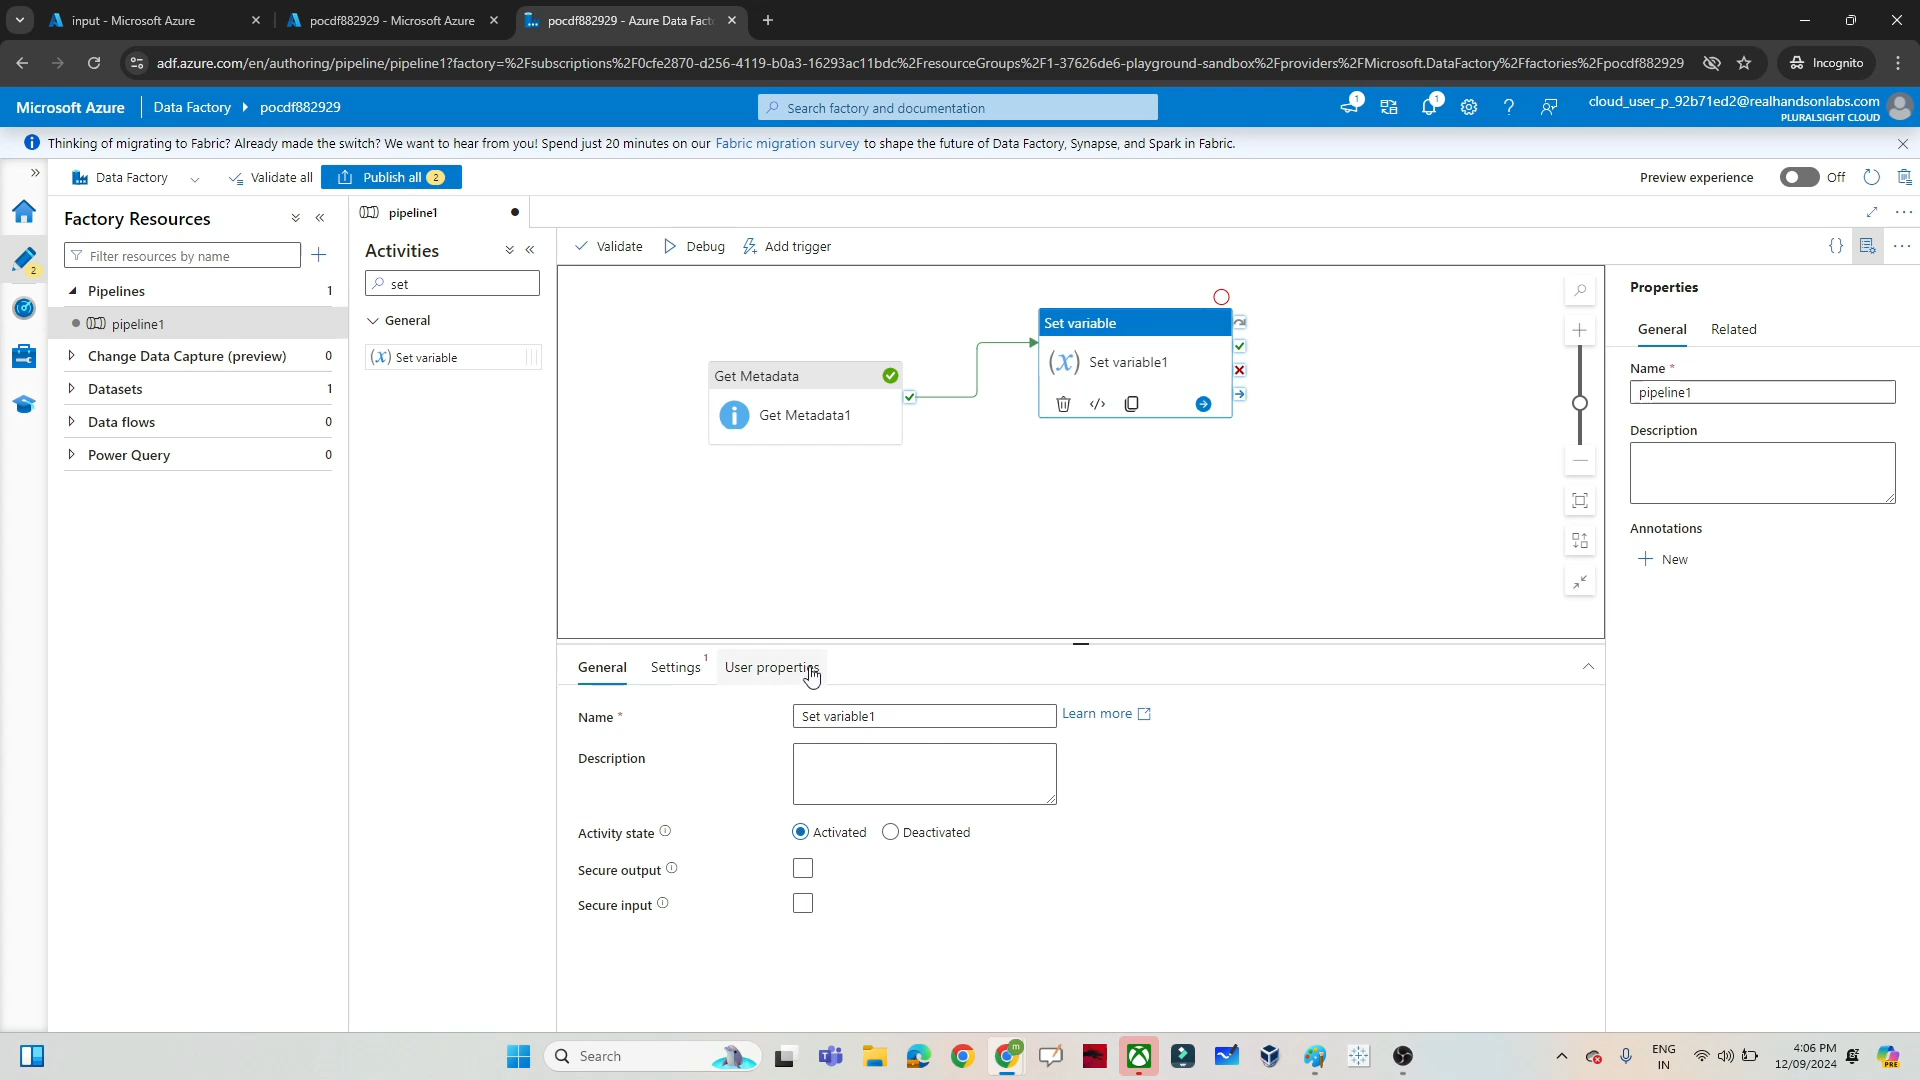 input - Microsoft Azure
pocdf882929 - Microsoft Azure
pocdf882929 - Azure Data Fact
adf.azure.com/en/authoring/pipeline/pipeline1?factory=%2Fsubscriptions%2F0cfe2870-d256-4119-b0a3-16293ac11bdc%2FresourceGroups%2F1-37626de6-playground-sandbox%2Fproviders%2FMicrosoft.DataFactory%2Ffactories%2Fpocdf882929
Incognito
Microsoft Azure
Data Factory
pocdf882929
Search factory and documentation
1
1
cloud_user_p_92b71ed2@realhandsonlabs.com
PLURALSIGHT CLOUD
Thinking of migrating to Fabric? Already made the switch? We want to hear from you! Spend just 20 minutes on our Fabric migration survey to shape the future of Data Factory, Synapse, and Spark in Fabric.
Data Factory
Validate all
Publish all 2
Preview experience
Off
Factory Resources
pipeline1
Filter resources by name
2
Pipelines 1
pipeline1
Change Data Capture (preview) 0
Datasets 1
Data flows 0
Power Query 0
Activities
set
General
(x) Set variable
Validate
Debug
Add trigger
{}
Get Metadata
Get Metadata1
Set variable
(x) Set variable1
Properties
General
Related
Name *
pipeline1
Description
Annotations
New
General
Settings 1
User properties
Name *
Set variable1
Learn more
Description
Activity state
Activated
Deactivated
Secure output
Secure input
Search
ENG
IN
4:06 PM
12/09/2024
PRE